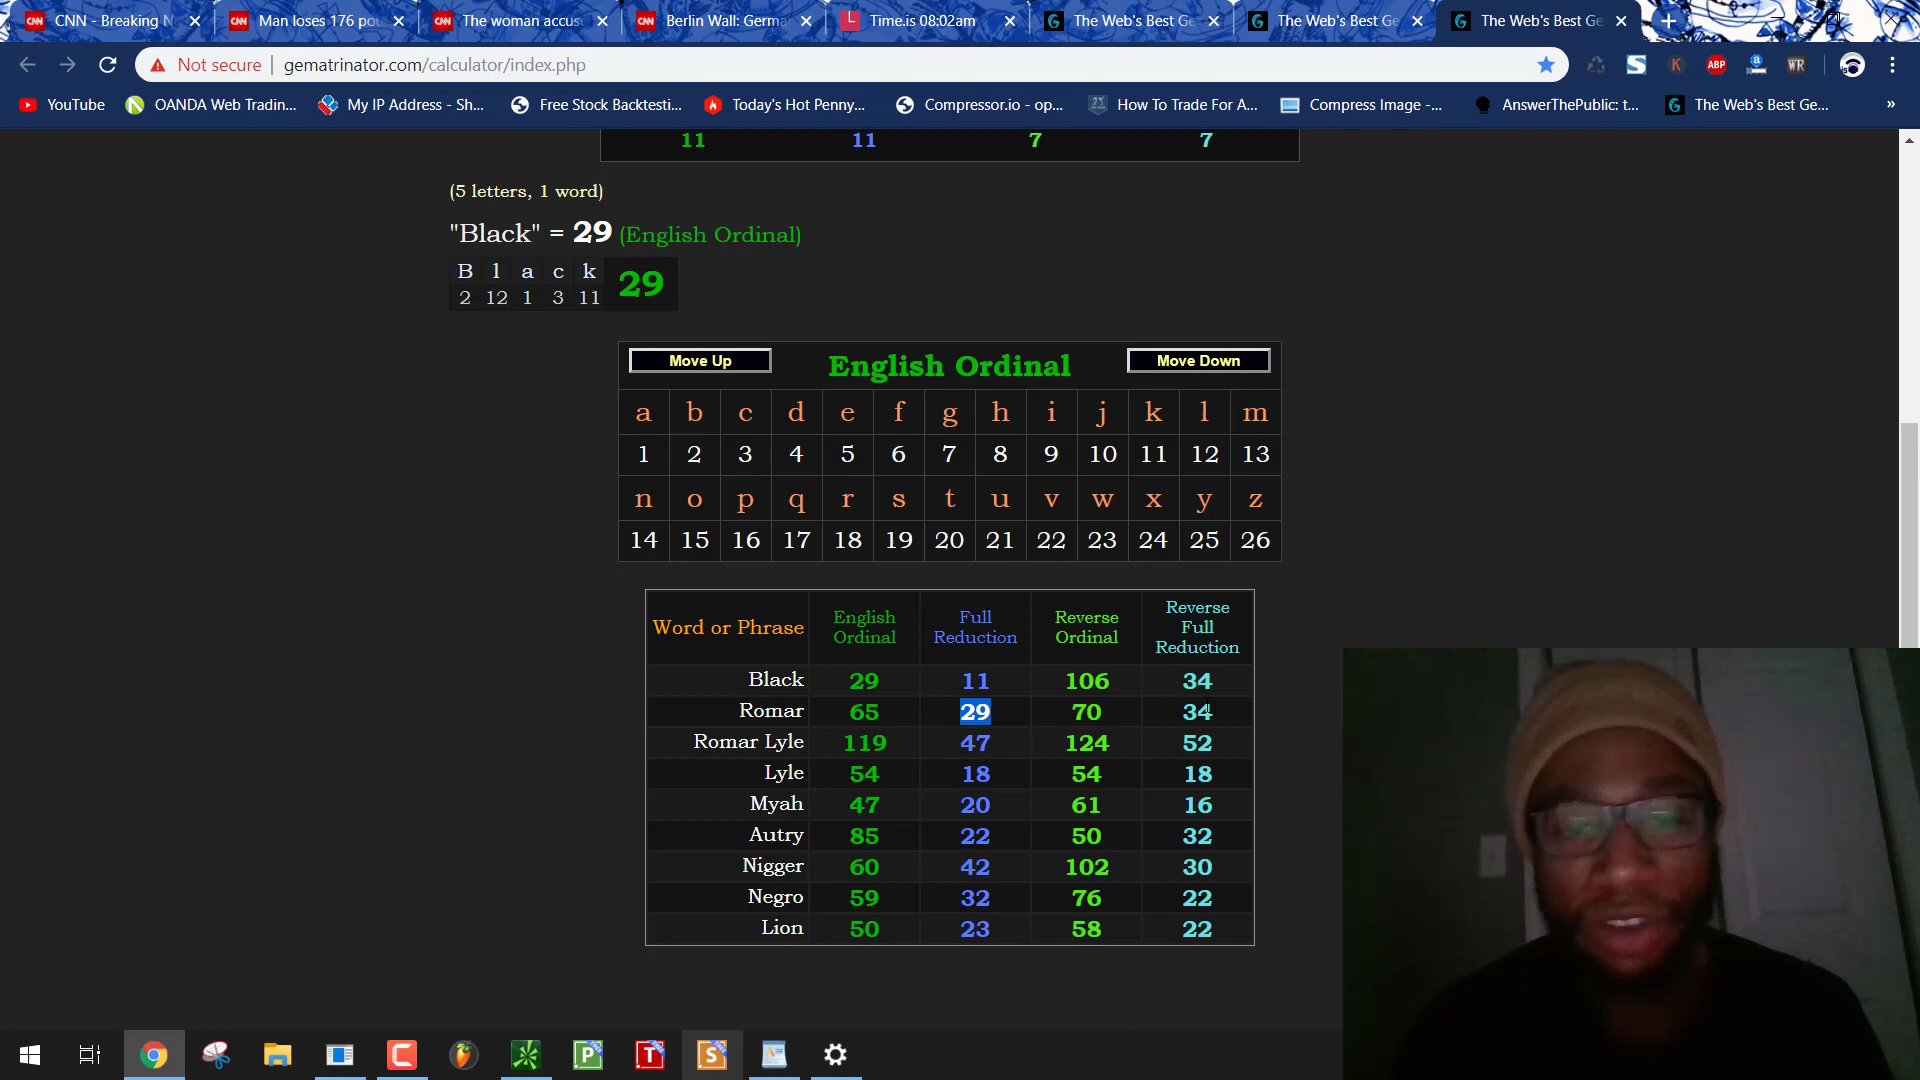 CNN - Breaking N
Man loses 176 pou
The woman accuse
Berlin Wall: Germa
Time.is 08:02am
The Web's Best Ge
The Web's Best Ge
The Web's Best Ge
Not secure | gematrinator.com/calculator/index.php
ABP
WR
YouTube
OANDA Web Tradin...
My IP Address - Sh...
Free Stock Backtesti...
Today's Hot Penny...
Compressor.io - op...
How To Trade For A...
Compress Image -...
AnswerThePublic: t...
The Web's Best Ge...
»
11 11 7 7
(5 letters, 1 word)
"Black" = 29 (English Ordinal)
B l a c k 29
2 12 1 3 11
Move Up English Ordinal Move Down
a b c d e f g h i j k l m
1 2 3 4 5 6 7 8 9 10 11 12 13
n o p q r s t u v w x y z
14 15 16 17 18 19 20 21 22 23 24 25 26
Word or Phrase English Ordinal Full Reduction Reverse Ordinal Reverse Full Reduction
Black 29 11 106 34
Romar 65 29 70 34
Romar Lyle 119 47 124 52
Lyle 54 18 54 18
Myah 47 20 61 16
Autry 85 22 50 32
Nigger 60 42 102 30
Negro 59 32 76 22
Lion 50 23 58 22